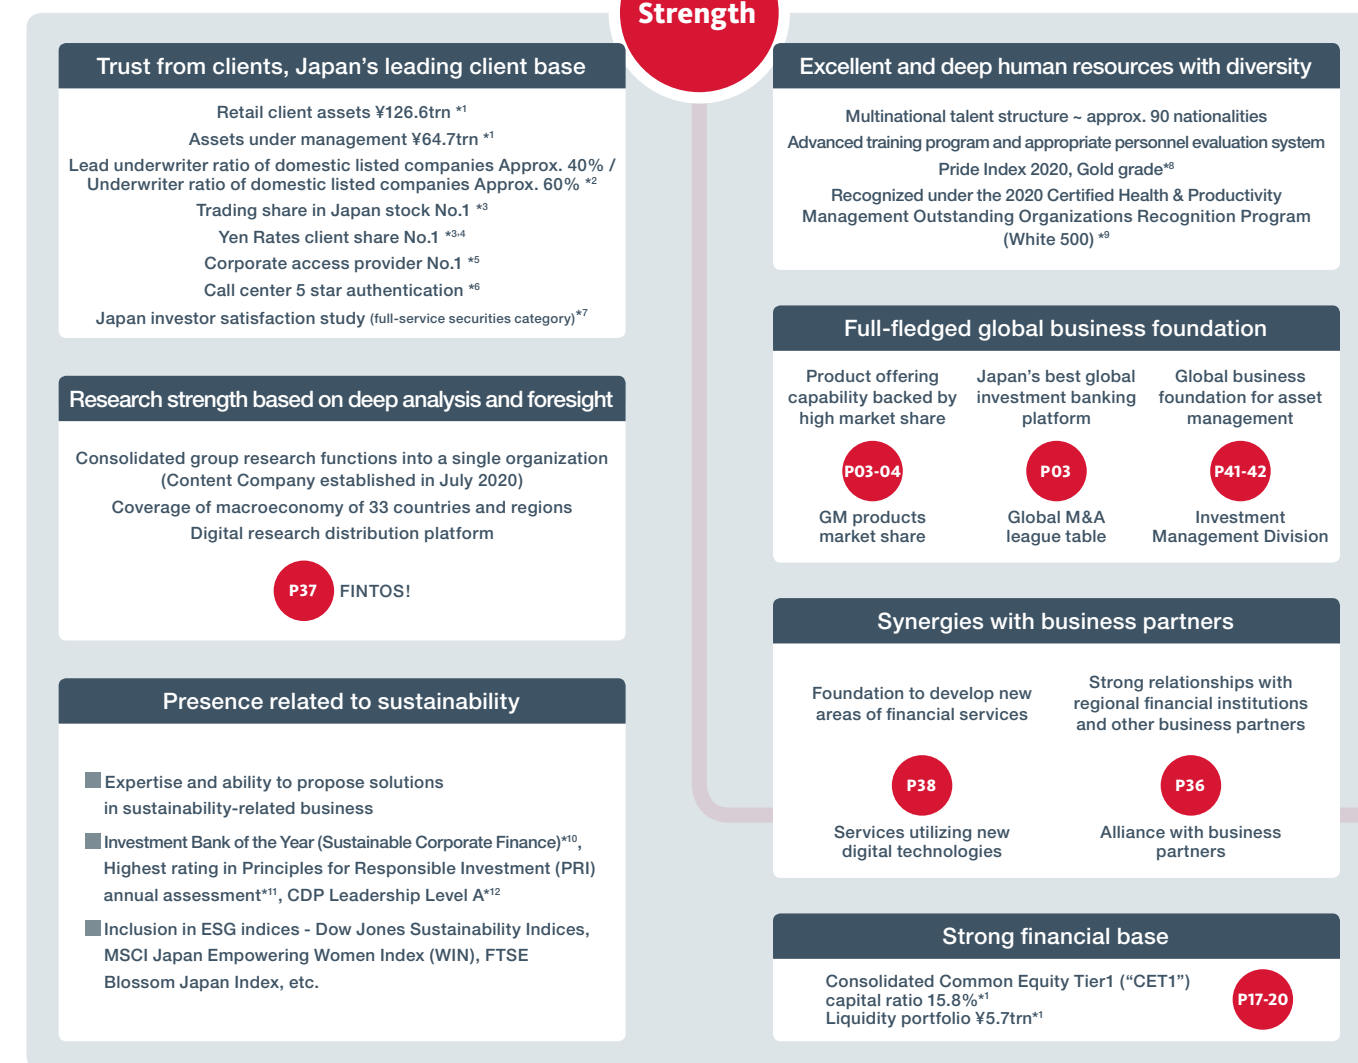 Strength
Trust from clients, Japan's leading client base
Retail client assets ¥126.6trn *1
Assets under management ¥64.7trn *1
Lead underwriter ratio of domestic listed companies Approx. 40% /
Underwriter ratio of domestic listed companies Approx. 60% *2
Trading share in Japan stock No.1 *3
Yen Rates client share No.1 *3,4
Corporate access provider No.1 *5
Call center 5 star authentication *6
Japan investor satisfaction study (full-service securities category)*7
Research strength based on deep analysis and foresight
Consolidated group research functions into a single organization
(Content Company established in July 2020)
Coverage of macroeconomy of 33 countries and regions
Digital research distribution platform
P37 FINTOS!
Presence related to sustainability
Expertise and ability to propose solutions
in sustainability-related business
Investment Bank of the Year (Sustainable Corporate Finance)*10,
Highest rating in Principles for Responsible Investment (PRI)
annual assessment*11, CDP Leadership Level A*12
Inclusion in ESG indices - Dow Jones Sustainability Indices,
MSCI Japan Empowering Women Index (WIN), FTSE
Blossom Japan Index, etc.
Excellent and deep human resources with diversity
Multinational talent structure ~ approx. 90 nationalities
Advanced training program and appropriate personnel evaluation system
Pride Index 2020, Gold grade*8
Recognized under the 2020 Certified Health & Productivity
Management Outstanding Organizations Recognition Program
(White 500) *9
Full-fledged global business foundation
Product offering
capability backed by
high market share
P03-04
GM products
market share
Japan's best global
investment banking
platform
P03
Global M&A
league table
Global business
foundation for asset
management
P41-42
Investment
Management Division
Synergies with business partners
Foundation to develop new
areas of financial services
P38
Services utilizing new
digital technologies
Strong relationships with
regional financial institutions
and other business partners
P36
Alliance with business
partners
Strong financial base
Consolidated Common Equity Tier1 (“CET1”)
capital ratio 15.8%*1
Liquidity portfolio ¥5.7trn*1
P17-20